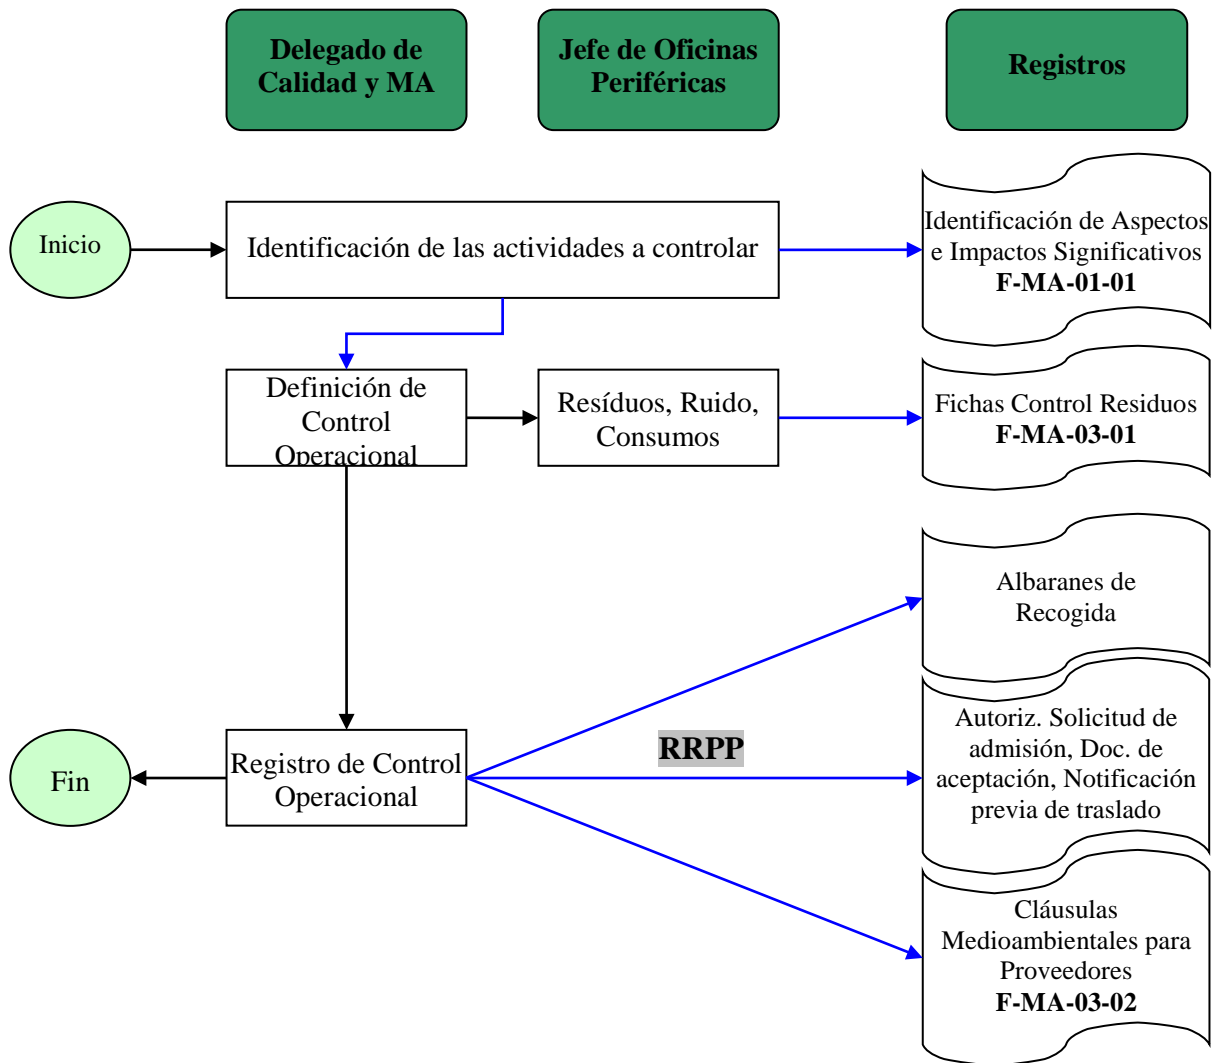 Delegado de
Calidad y MA
Jefe de Oficinas
Periféricas
Registros
Inicio
Identificación de las actividades a controlar
Identificación de Aspectos
e Impactos Significativos
F-MA-01-01
Definición de
Control
Operacional
Resíduos, Ruido,
Consumos
Fichas Control Residuos
F-MA-03-01
Albaranes de
Recogida
Fin
Registro de Control
Operacional
RRPP
Autoriz. Solicitud de
admisión, Doc. de
aceptación, Notificación
previa de traslado
Cláusulas
Medioambientales para
Proveedores
F-MA-03-02